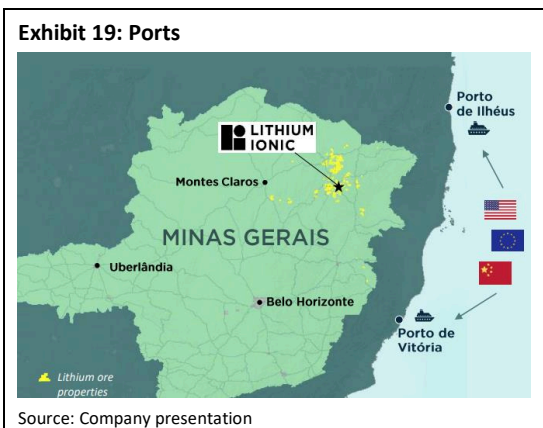 Exhibit 19: Ports
Porto
de Ilhéus
LITHIUM
IONIC
Montes Claros
MINAS GERAIS
Uberlândia
Belo Horizonte
Porto de
Vitória
Lithium ore
properties
Source: Company presentation